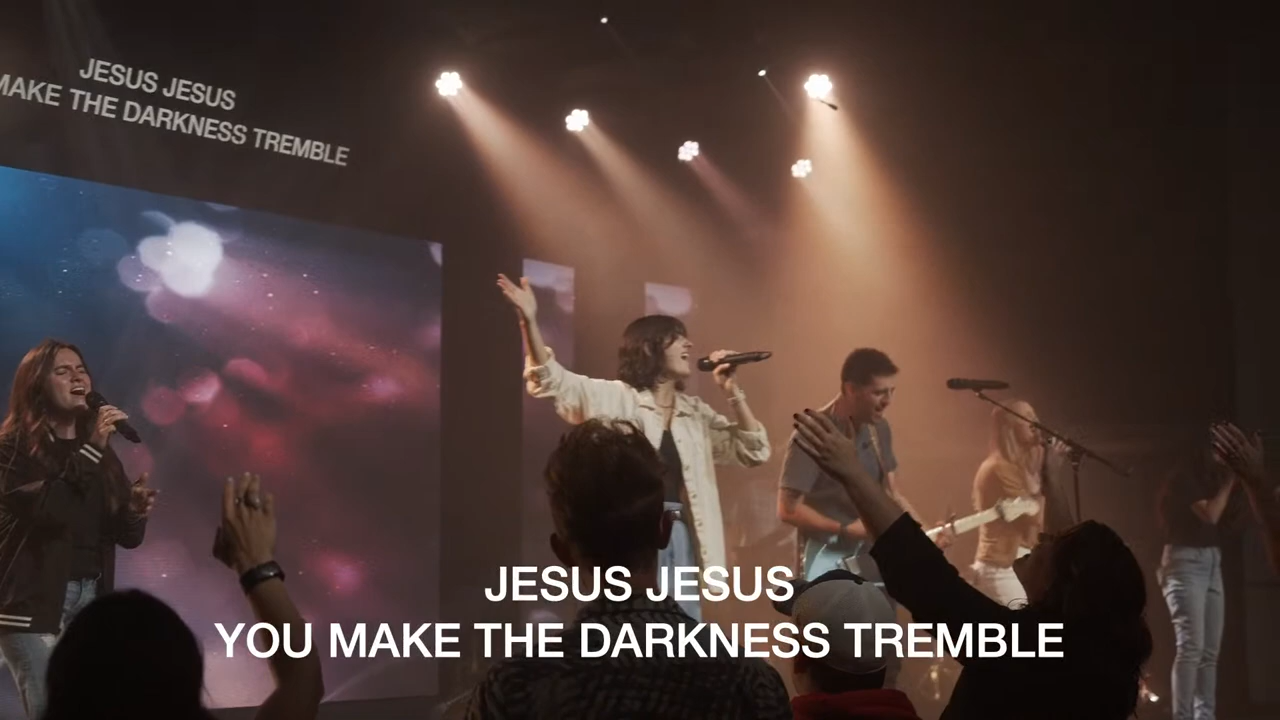 JESUS JESUS
MAKE THE DARKNESS TREMBLE
JESUS JESUS
YOU MAKE THE DARKNESS TREMBLE